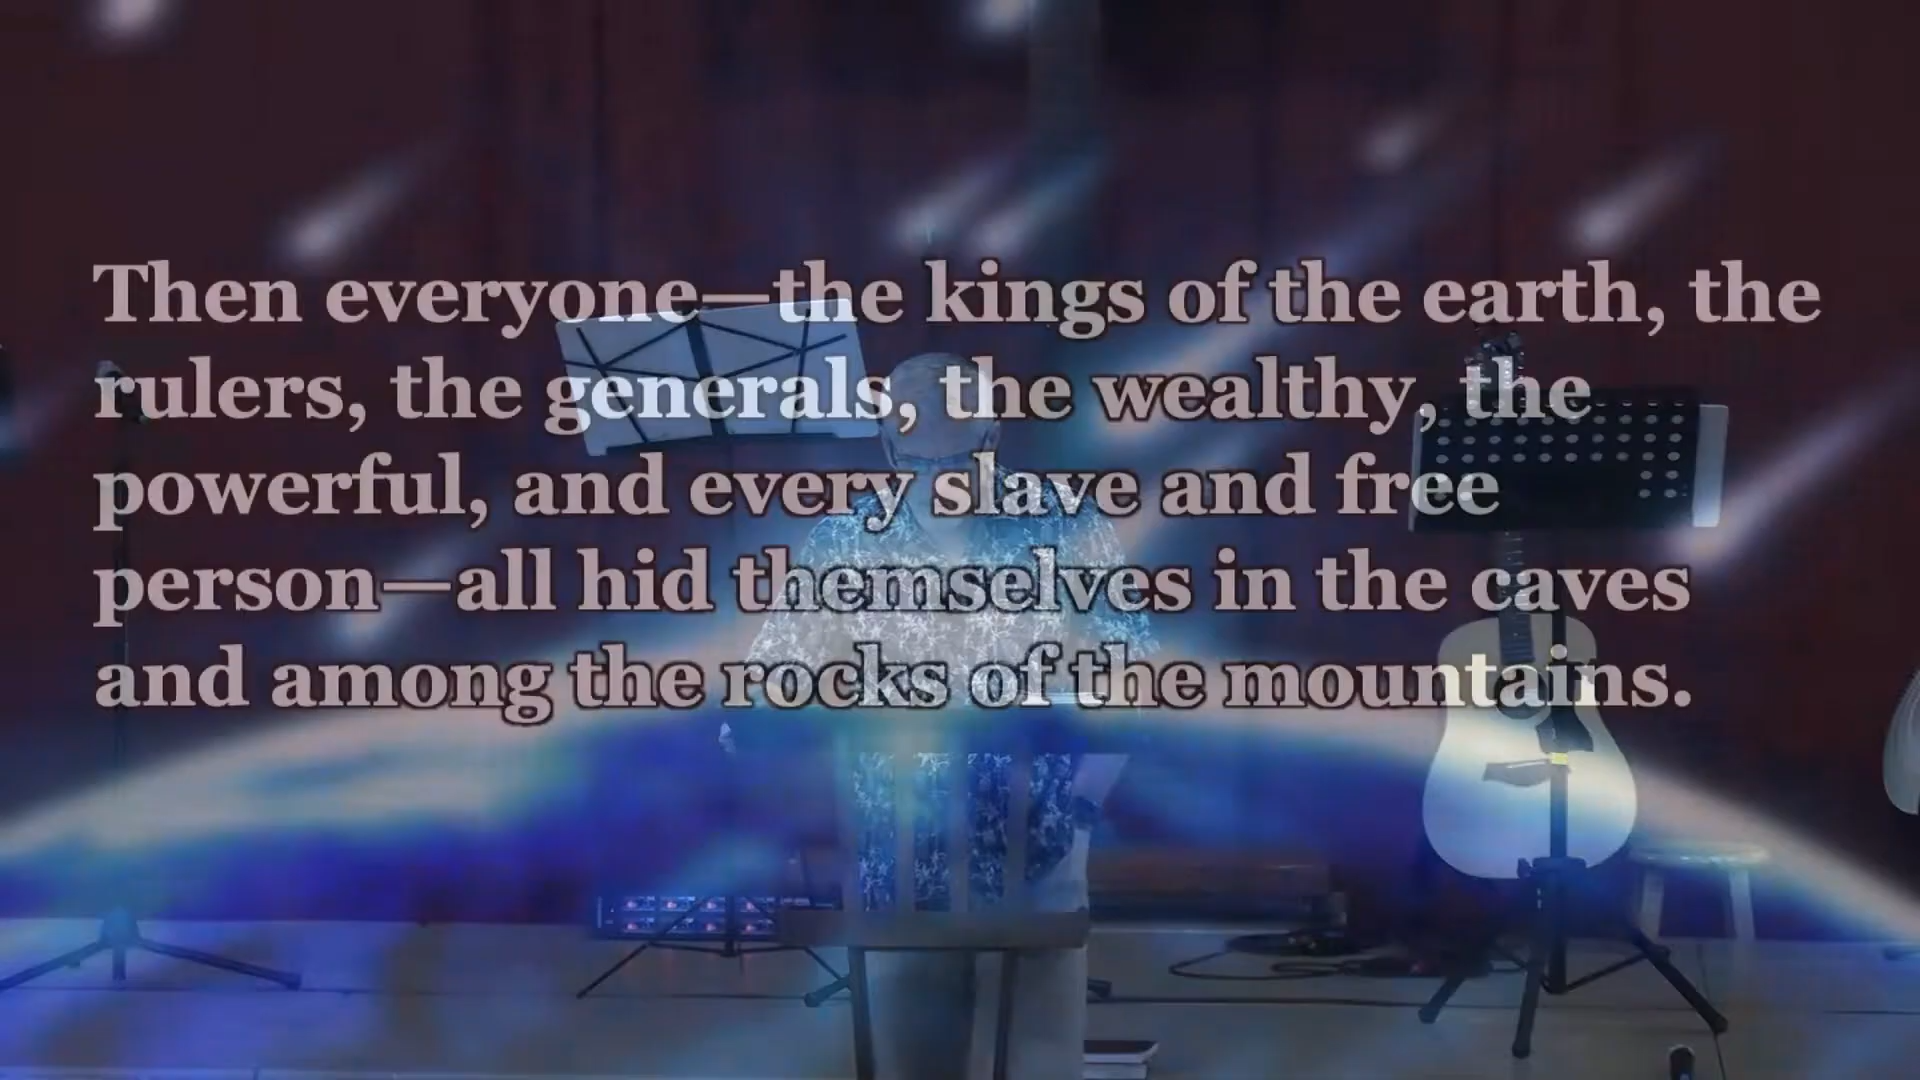 Then everyone—the kings of the earth, the
rulers, the generals, the wealthy, the
powerful, and every slave and free
person—all hid themselves in the caves
and among the rocks of the mountains.